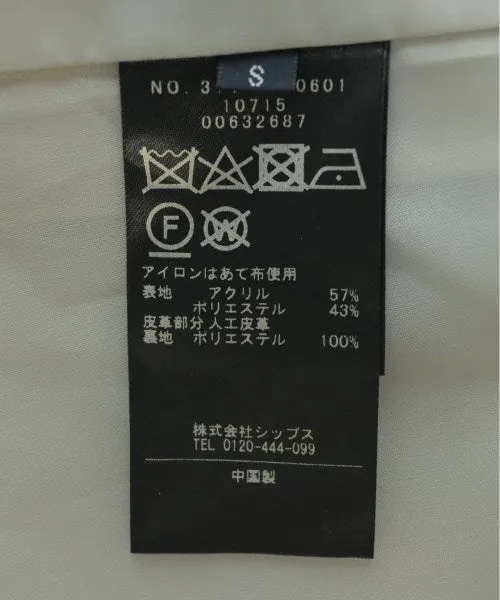 S
NO. 3 0601
10715
00632687
F
W
アイロンはあて布使用
表地 アクリル 57%
ポリエステル 43%
皮革部分 人工皮革
裏地 ポリエステル 100%
株式会社シップス
TEL 0120-444-099
中国製